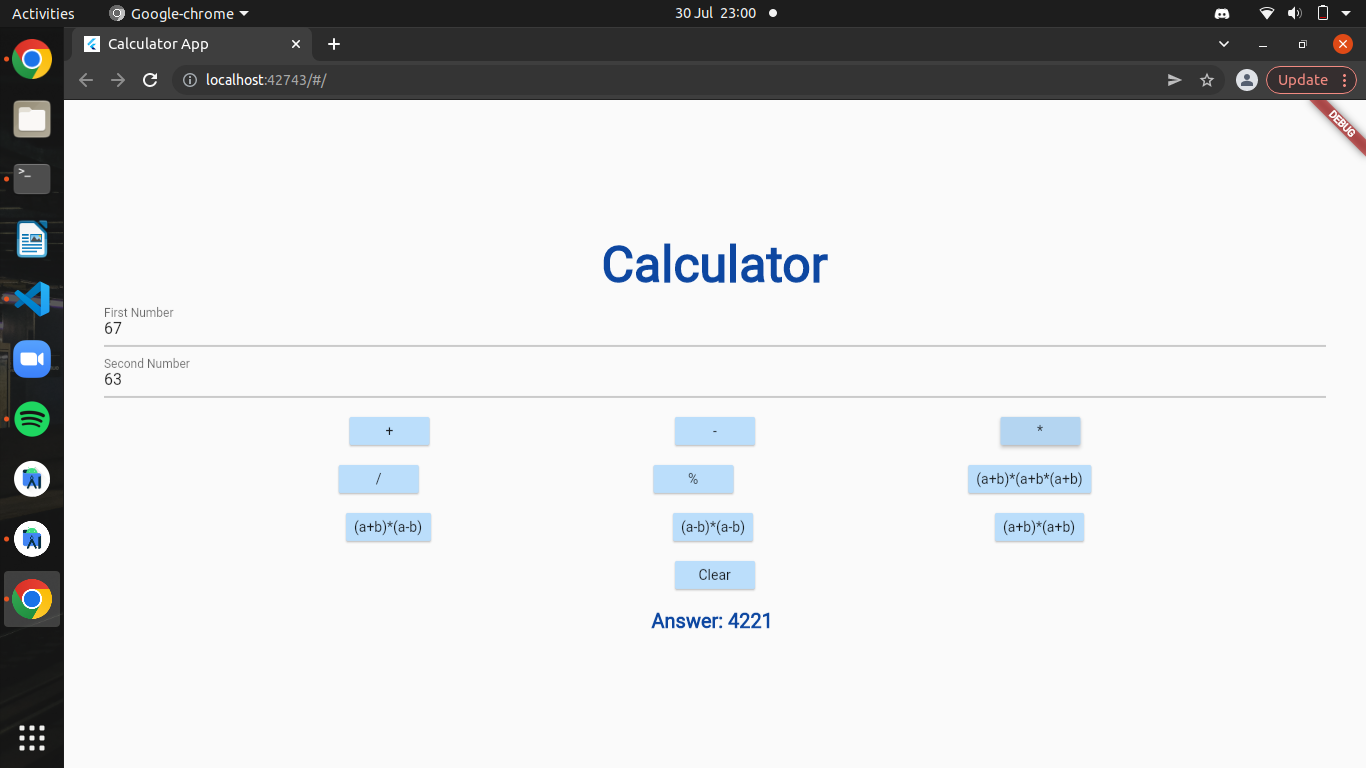 Activities Google-chrome 30 Jul 23:00
Calculator App
localhost:42743/#/ Update
DEBUG
Calculator
First Number
67
Second Number
63
+ - *
/ % (a+b)*(a+b*(a+b)
(a+b)*(a-b) (a-b)*(a-b) (a+b)*(a+b)
Clear
Answer: 4221